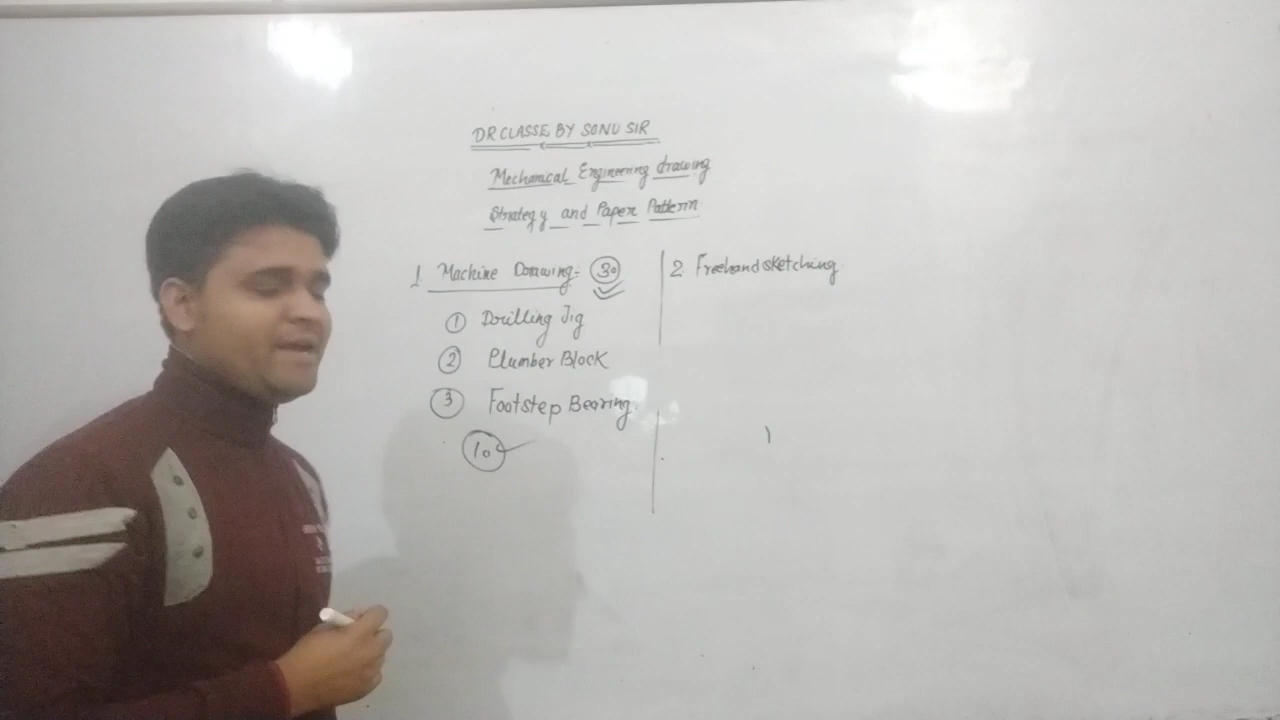 DR CLASSE BY SONU SIR
Mechanical Engineering drawing
Strategy and Paper Pattern
1. Machine Drawing:- 30
1 Drilling Jig
2 Plumber Block
3 Footstep Bearing.
10
2. Freehand sketching